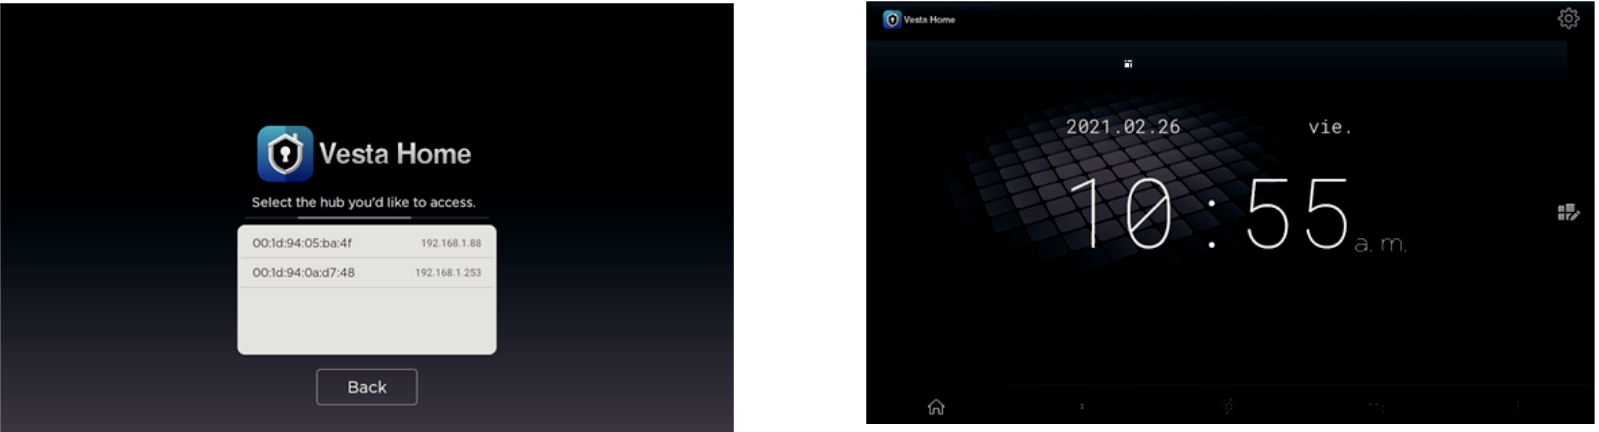 Vesta Home
Select the hub you'd like to access.
00:1d:94:05:ba:4f 192.168.1.88
00:1d:94:0a:d7:48 192.168.1.253
Back
Vesta Home
2021.02.26 vie.
10:55 a.m.